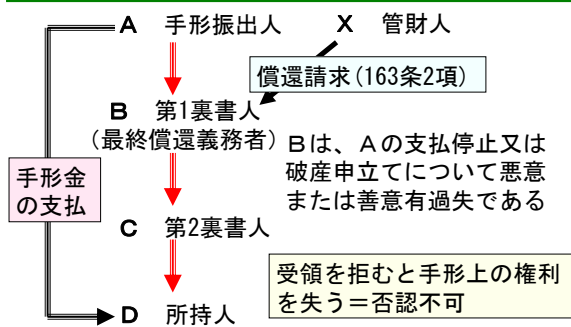 A 手形振出人 X 管財人
償還請求(163条2項)
B 第1裏書人
(最終償還義務者)
Bは、Aの支払停止又は
破産申立てについて悪意
または善意有過失である
手形金
の支払
C 第2裏書人
受領を拒むと手形上の権利
を失う=否認不可
D 所持人